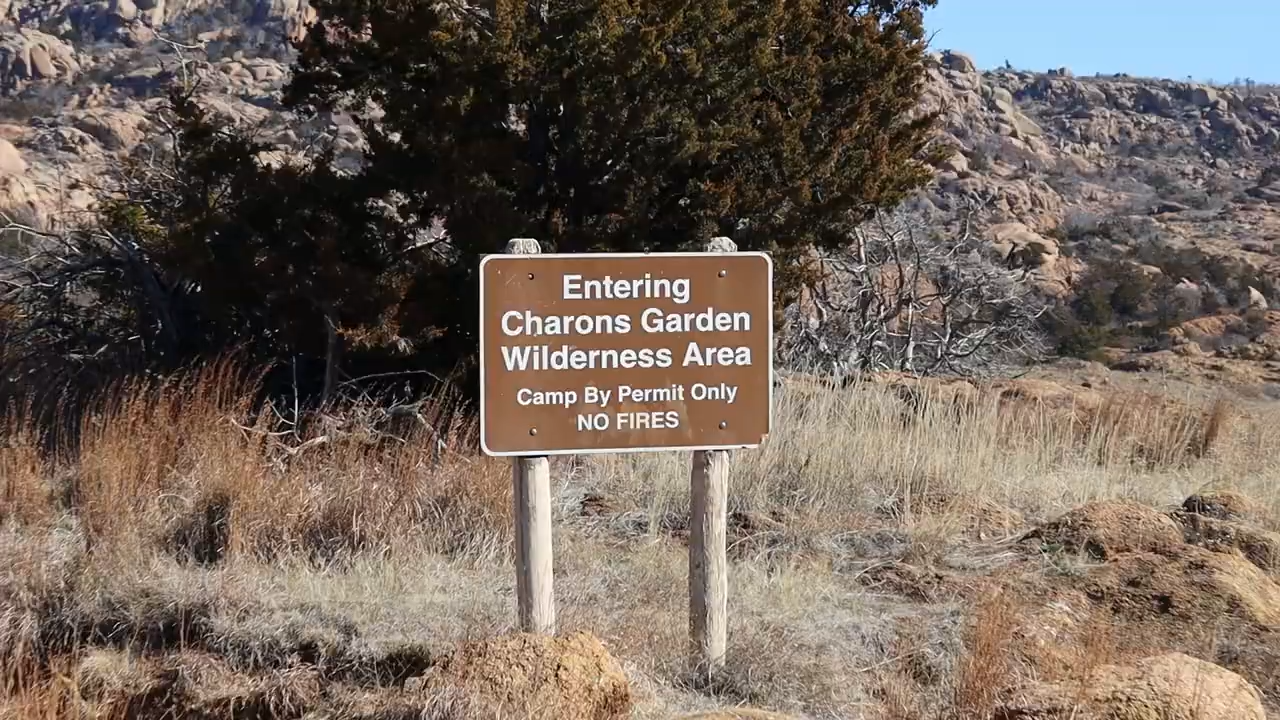 Entering
Charons Garden
Wilderness Area
Camp By Permit Only
NO FIRES